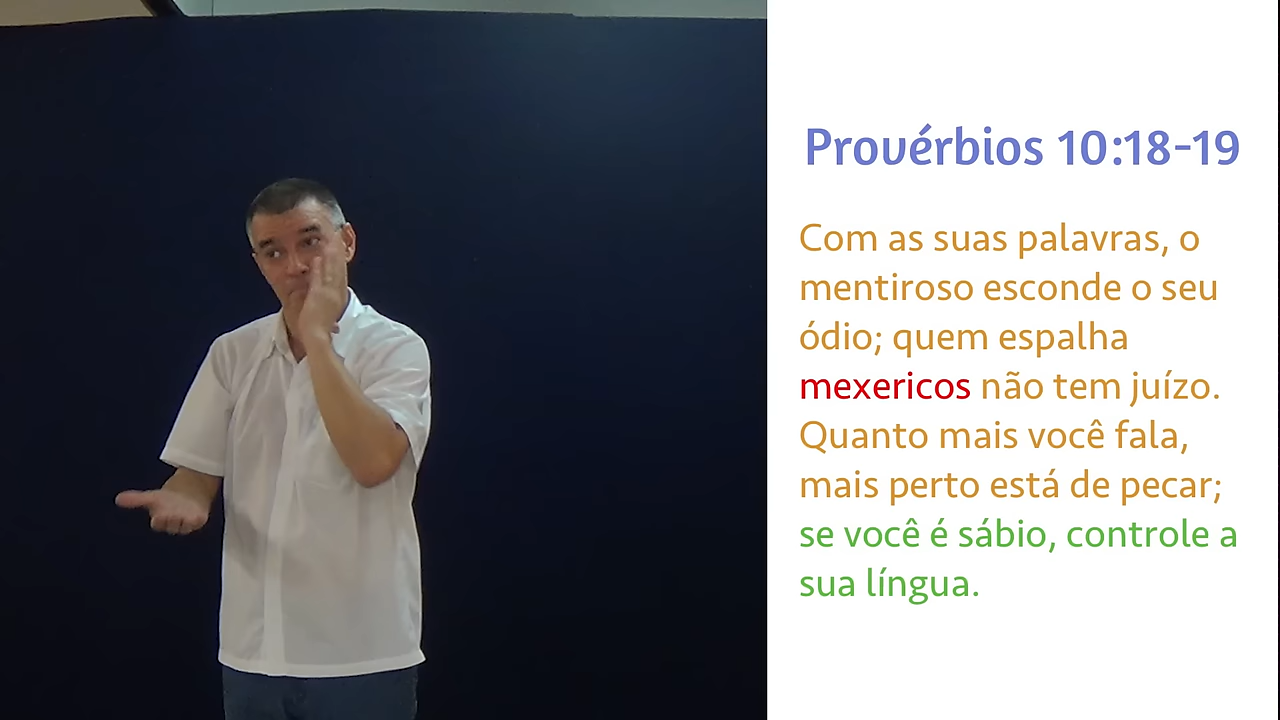 Provérbios 10:18-19
Com as suas palavras, o
mentiroso esconde o seu
ódio; quem espalha
mexericos não tem juízo.
Quanto mais você fala,
mais perto está de pecar;
se você é sábio, controle a
sua língua.